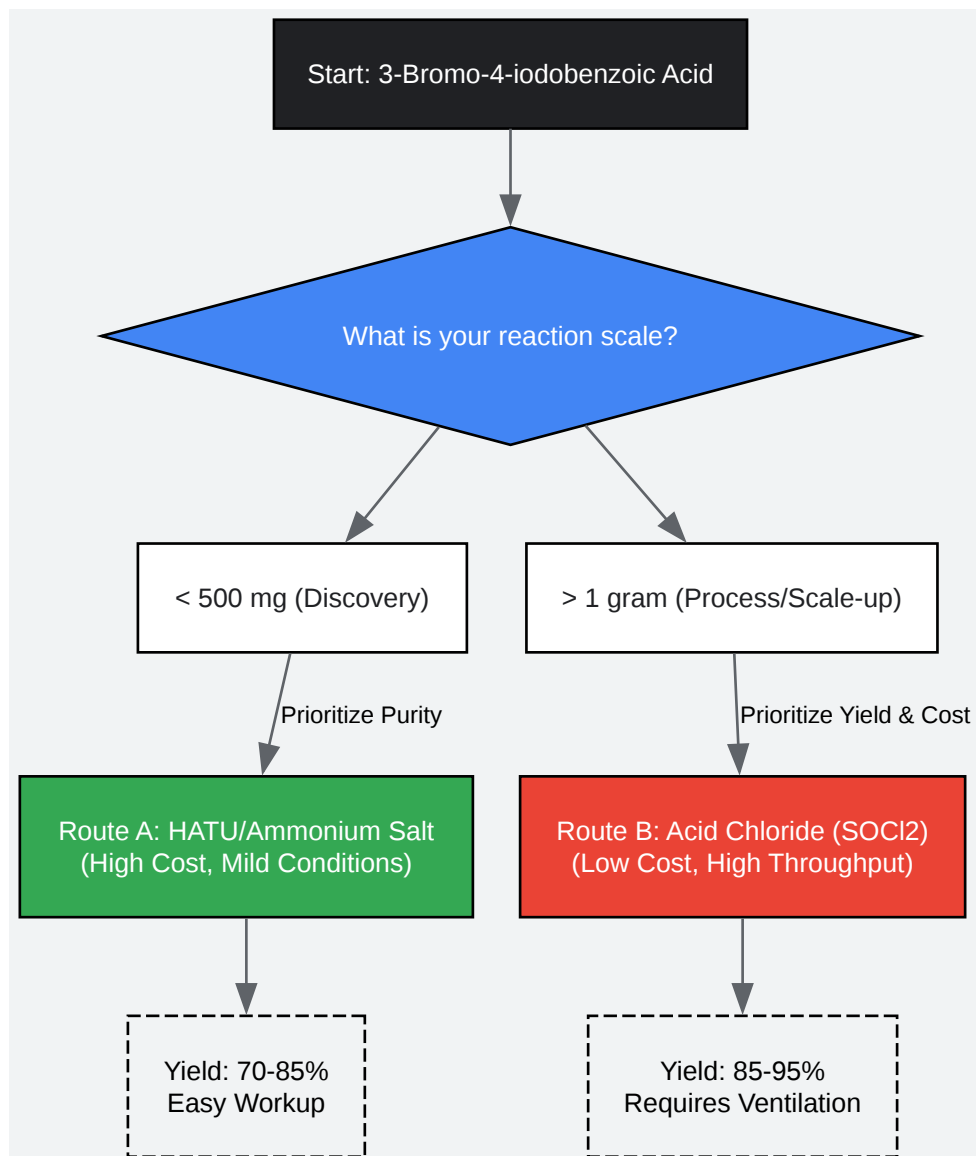 Start: 3-Bromo-4-iodobenzoic Acid
What is your reaction scale?
< 500 mg (Discovery)
> 1 gram (Process/Scale-up)
Prioritize Purity
Prioritize Yield & Cost
Route A: HATU/Ammonium Salt
(High Cost, Mild Conditions)
Route B: Acid Chloride (SOCl2)
(Low Cost, High Throughput)
Yield: 70-85%
Easy Workup
Yield: 85-95%
Requires Ventilation